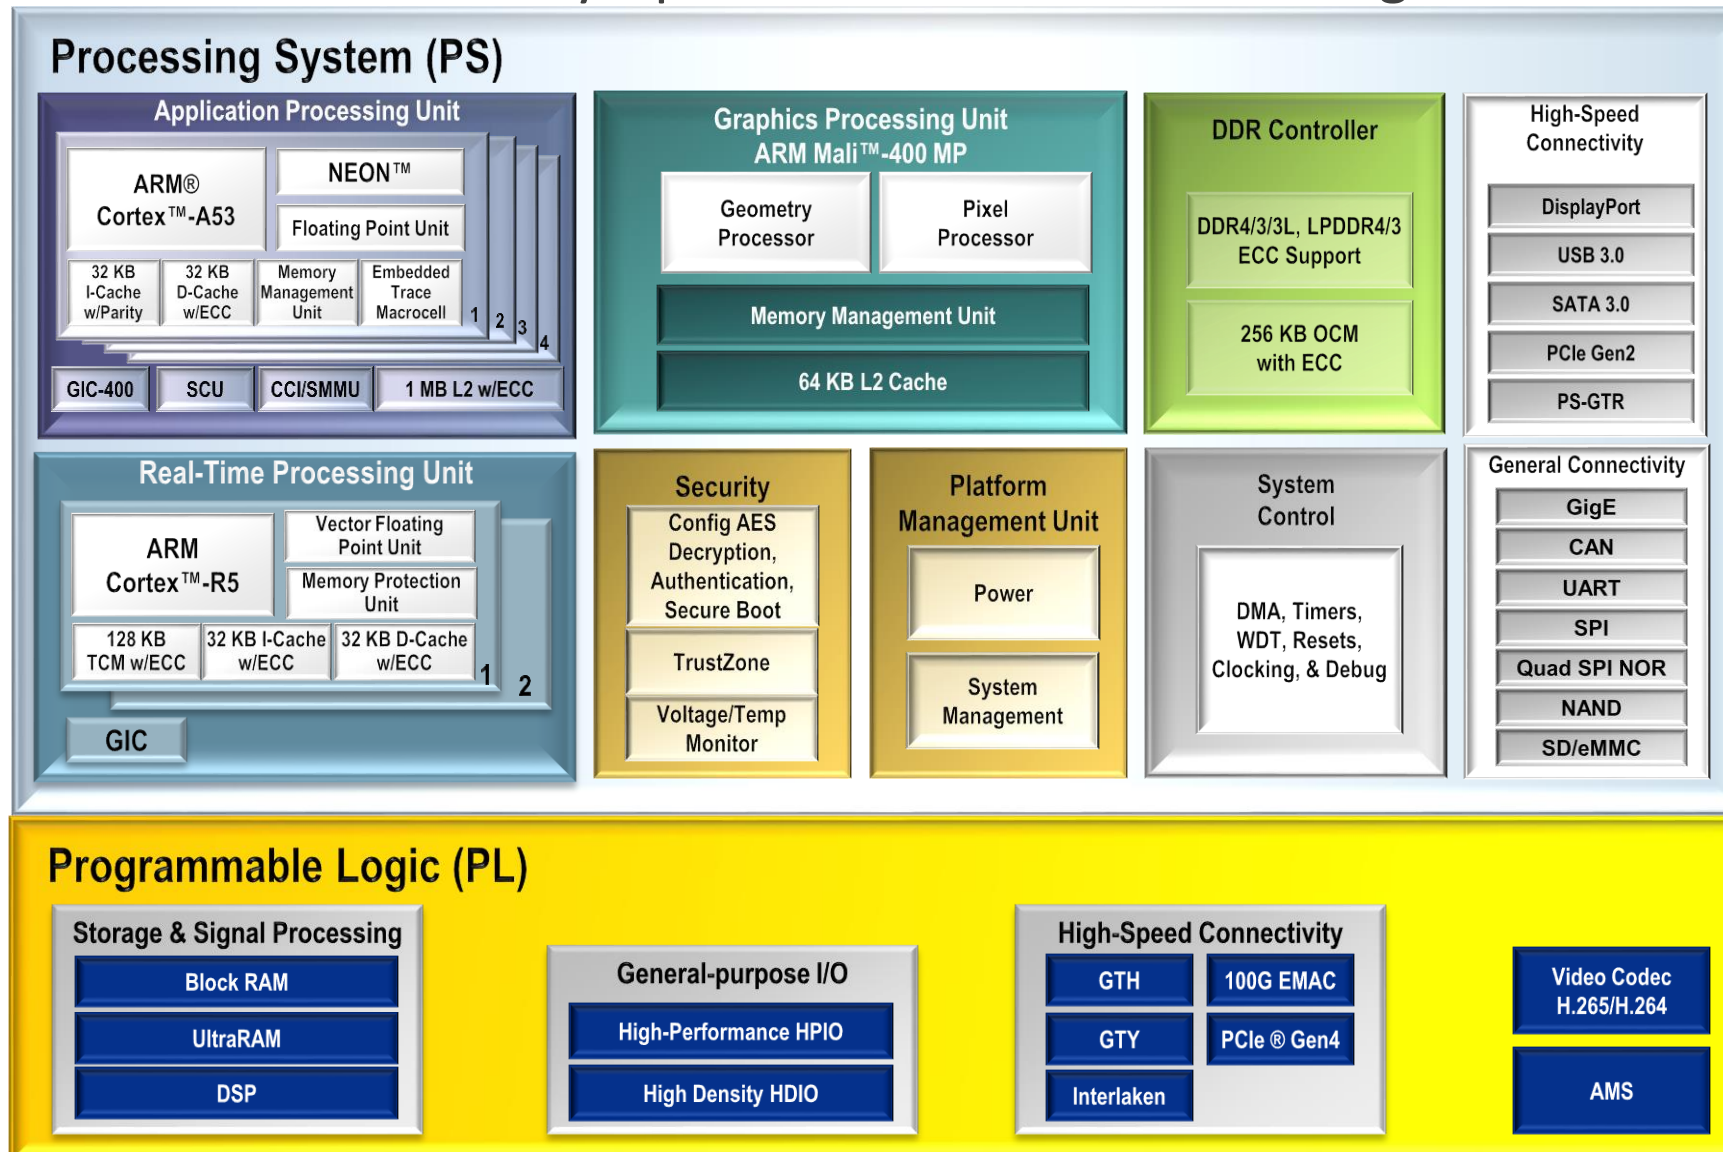 Processing System (PS)
Application Processing Unit
ARM®
Cortex™-A53
NEON™
Floating Point Unit
32 KB
I-Cache
w/Parity
32 KB
D-Cache
w/ECC
Memory
Management
Unit
Embedded
Trace
Macrocell
1
2
3
4
GIC-400
SCU
CCI/SMMU
1 MB L2 w/ECC
Graphics Processing Unit
ARM Mali™-400 MP
Geometry
Processor
Pixel
Processor
Memory Management Unit
64 KB L2 Cache
DDR Controller
DDR4/3/3L, LPDDR4/3
ECC Support
256 KB OCM
with ECC
High-Speed
Connectivity
DisplayPort
USB 3.0
SATA 3.0
PCIe Gen2
PS-GTR
Real-Time Processing Unit
ARM
Cortex™-R5
Vector Floating
Point Unit
Memory Protection
Unit
128 KB
TCM w/ECC
32 KB I-Cache
w/ECC
32 KB D-Cache
w/ECC
1
2
GIC
Security
Config AES
Decryption,
Authentication,
Secure Boot
TrustZone
Voltage/Temp
Monitor
Platform
Management Unit
Power
System
Management
System
Control
DMA, Timers,
WDT, Resets,
Clocking, & Debug
General Connectivity
GigE
CAN
UART
SPI
Quad SPI NOR
NAND
SD/eMMC
Programmable Logic (PL)
Storage & Signal Processing
Block RAM
UltraRAM
DSP
General-purpose I/O
High-Performance HPIO
High Density HDIO
High-Speed Connectivity
GTH
100G EMAC
GTY
PCIe ® Gen4
Interlaken
Video Codec
H.265/H.264
AMS